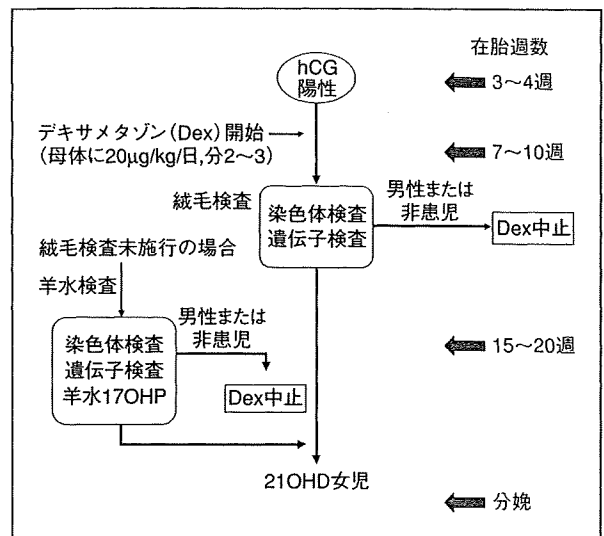 在胎週数
hCG
陽性
3〜4週
デキサメタゾン(Dex)開始
(母体に20μg/kg/日,分2〜3)
7〜10週
絨毛検査
染色体検査
遺伝子検査
男性または
非患児
Dex中止
絨毛検査未施行の場合
羊水検査
染色体検査
遺伝子検査
羊水17OHP
男性または
非患児
Dex中止
15〜20週
21OHD女児
分娩